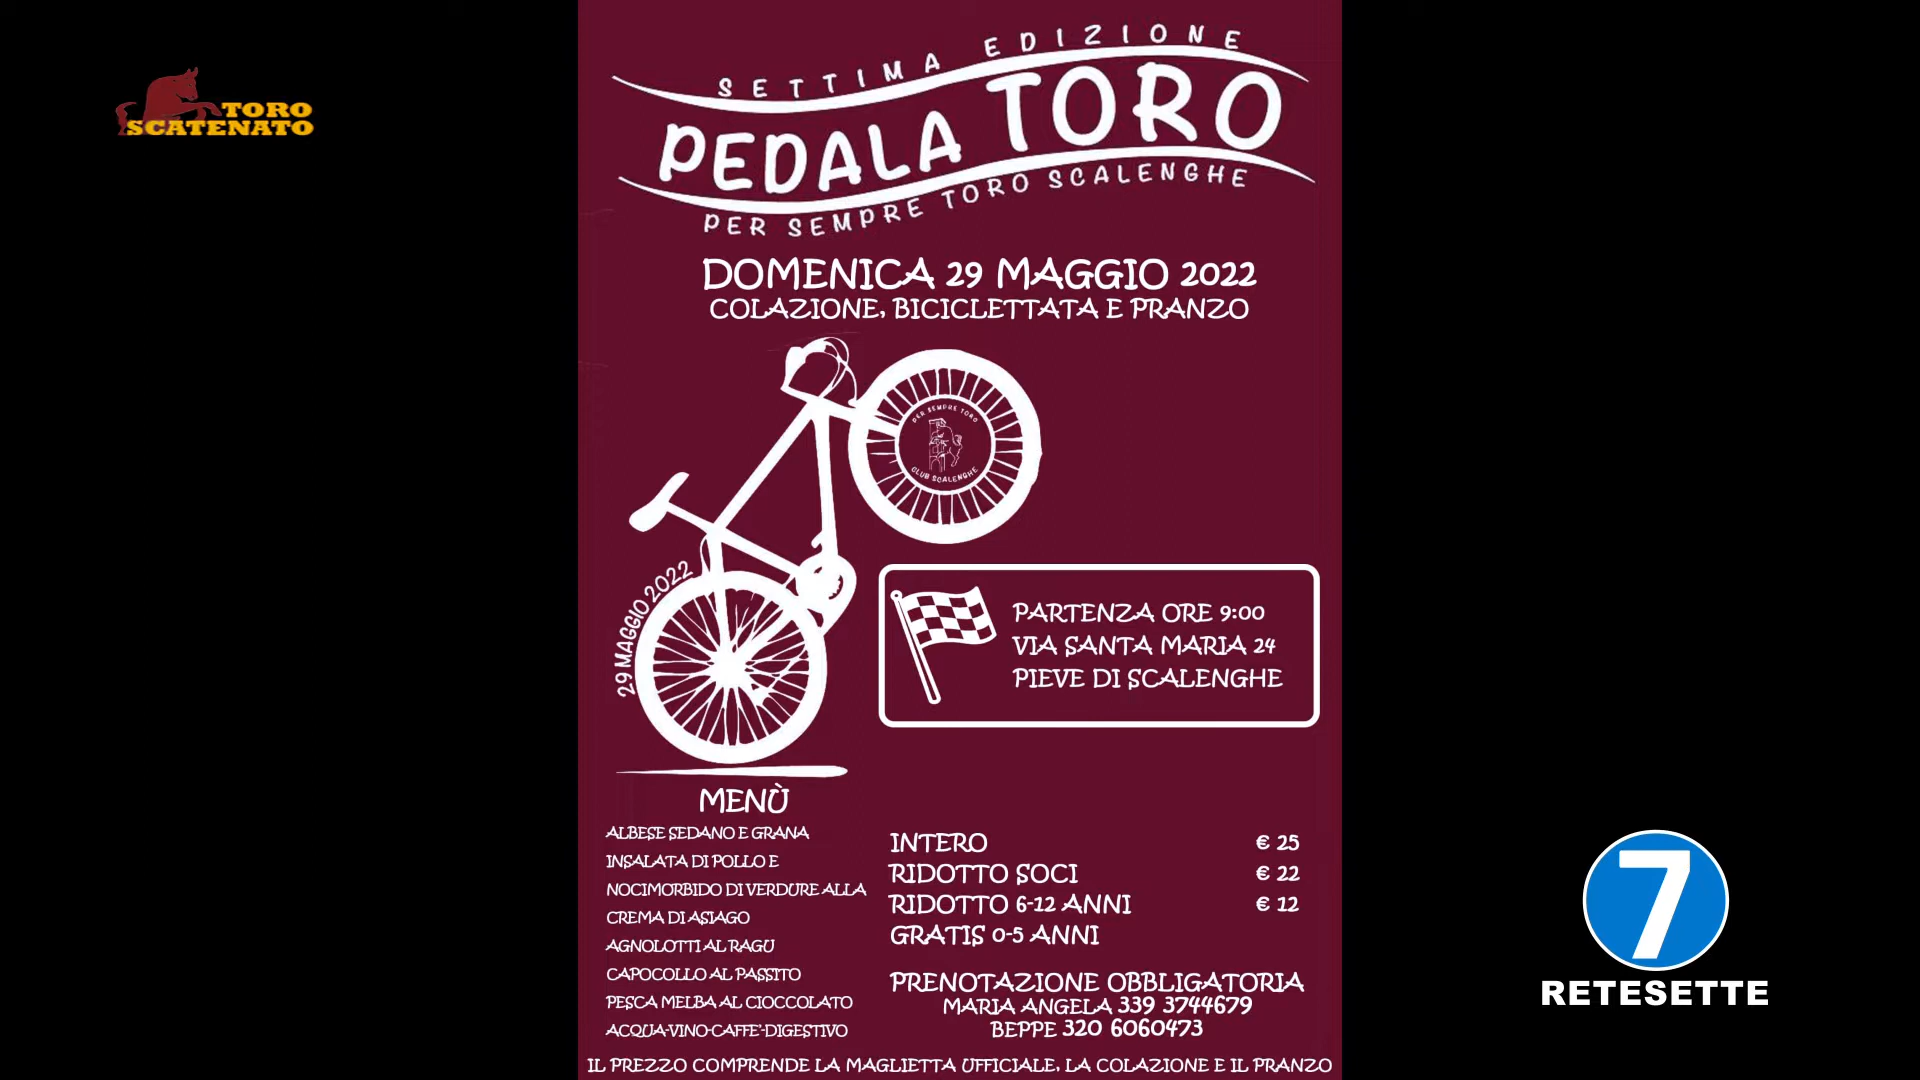 TORO
SCATENATO
SETTIMA EDIZIONE
PEDALA TORO
PER SEMPRE TORO SCALENGHE
DOMENICA 29 MAGGIO 2022
COLAZIONE, BICICLETTATA E PRANZO
PER SEMPRE TORO
CLUB SCALENGHE
29 MAGGIO 2022
PARTENZA ORE 9:00
VIA SANTA MARIA 24
PIEVE DI SCALENGHE
MENÙ
ALBESE SEDANO E GRANA
INSALATA DI POLLO E
NOCIMORBIDO DI VERDURE ALLA
CREMA DI ASIAGO
AGNOLOTTI AL RAGU
CAPOCOLLO AL PASSITO
PESCA MELBA AL CIOCCOLATO
ACQUA-VINO-CAFFE'-DIGESTIVO
INTERO € 25
RIDOTTO SOCI € 22
RIDOTTO 6-12 ANNI € 12
GRATIS 0-5 ANNI
PRENOTAZIONE OBBLIGATORIA
MARIA ANGELA 339 3744679
BEPPE 320 6060473
IL PREZZO COMPRENDE LA MAGLIETTA UFFICIALE, LA COLAZIONE E IL PRANZO
7
RETESETTE